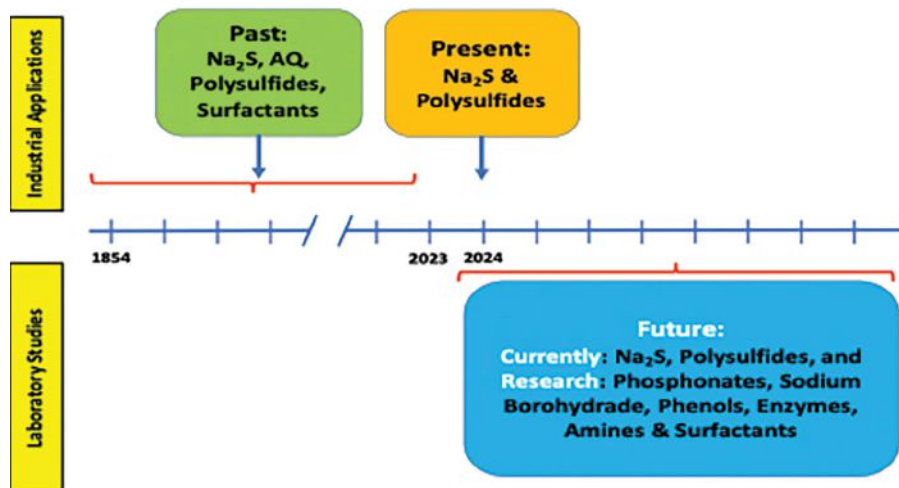 Industrial Applications
Past:
Na₂S, AQ,
Polysulfides,
Surfactants
Present:
Na₂S &
Polysulfides
1854
2023
2024
Laboratory Studies
Future:
Currently: Na₂S, Polysulfides, and
Research: Phosphonates, Sodium
Borohydrade, Phenols, Enzymes,
Amines & Surfactants